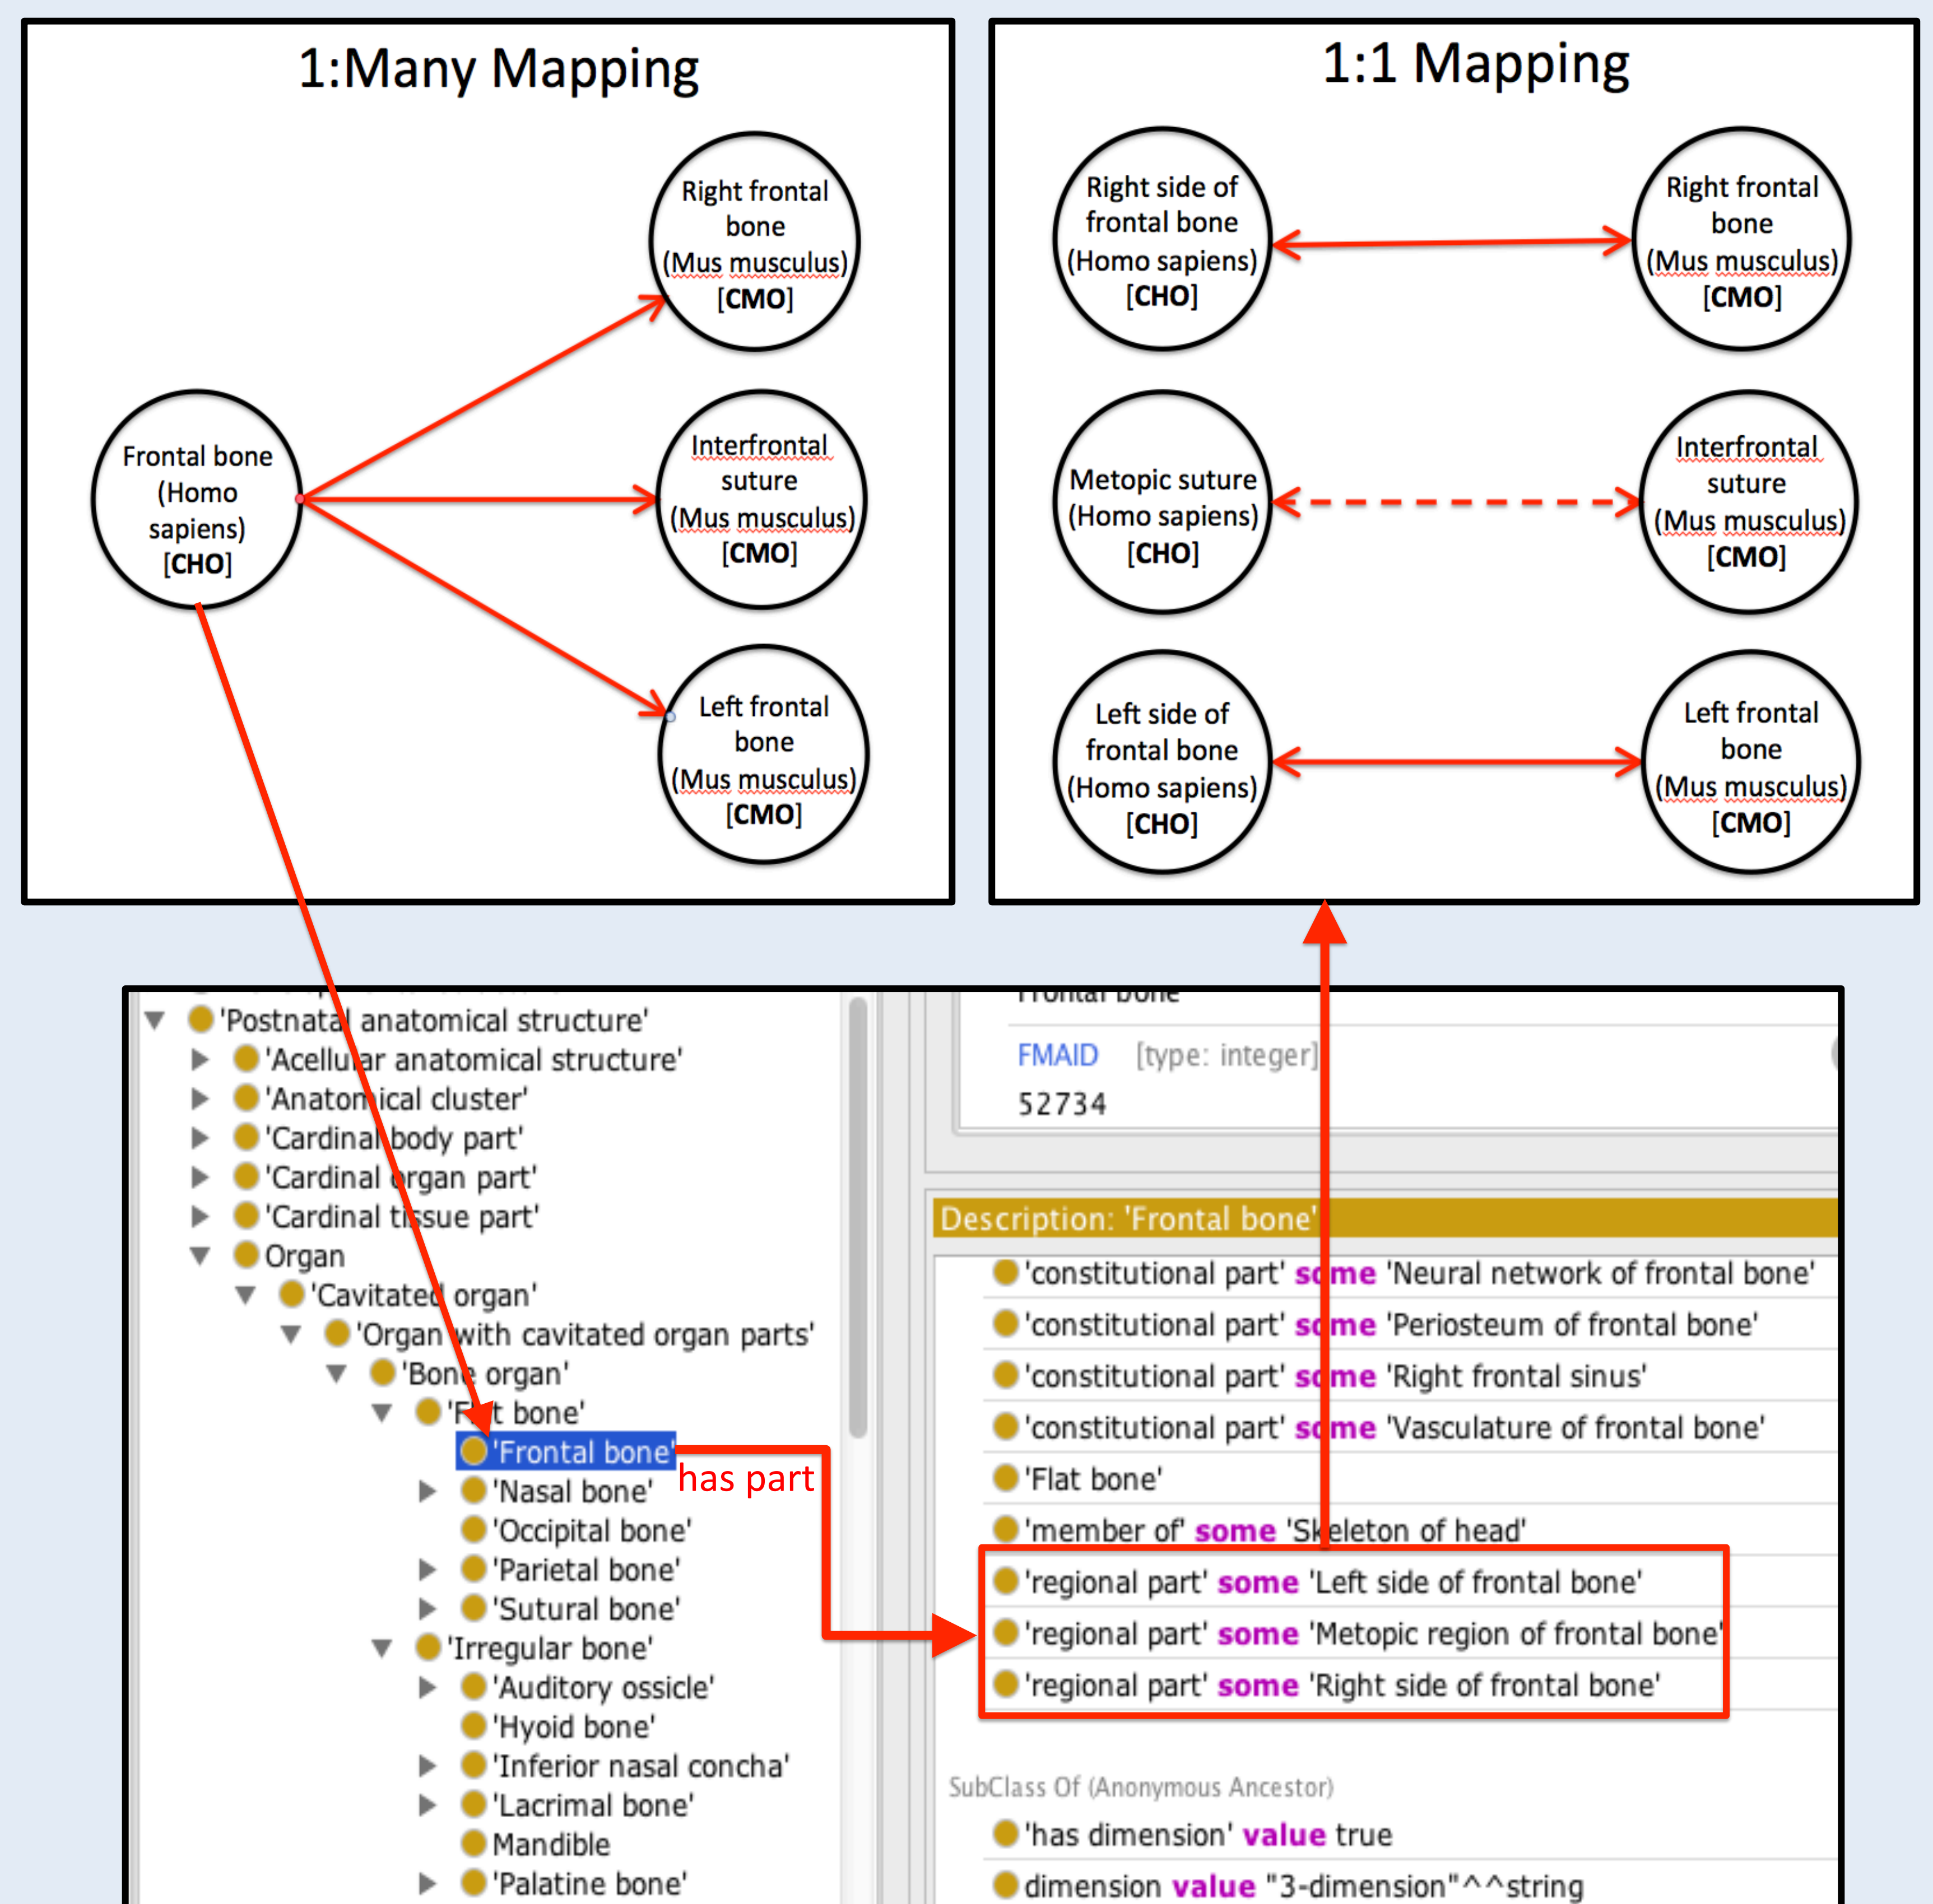 1:Many Mapping
Right frontal
bone
(Mus musculus)
[CMO]
Frontal bone
(Homo
sapiens)
[CHO]
Interfrontal
suture
(Mus musculus)
[CMO]
Left frontal
bone
(Mus musculus)
[CMO]
1:1 Mapping
Right side of
frontal bone
(Homo sapiens)
[CHO]
Right frontal
bone
(Mus musculus)
[CMO]
Metopic suture
(Homo sapiens)
[CHO]
Interfrontal
suture
(Mus musculus)
[CMO]
Left side of
frontal bone
(Homo sapiens)
[CHO]
Left frontal
bone
(Mus musculus)
[CMO]
'Postnatal anatomical structure'
'Acellular anatomical structure'
'Anatomical cluster'
'Cardinal body part'
'Cardinal organ part'
'Cardinal tissue part'
Organ
'Cavitated organ'
'Organ with cavitated organ parts'
'Bone organ'
'Flat bone'
'Frontal bone'
has part
'Nasal bone'
'Occipital bone'
'Parietal bone'
'Sutural bone'
'Irregular bone'
'Auditory ossicle'
'Hyoid bone'
'Inferior nasal concha'
'Lacrimal bone'
Mandible
'Palatine bone'
Frontal bone
FMAID [type: integer]
52734
Description: 'Frontal bone'
'constitutional part' some 'Neural network of frontal bone'
'constitutional part' some 'Periosteum of frontal bone'
'constitutional part' some 'Right frontal sinus'
'constitutional part' some 'Vasculature of frontal bone'
'Flat bone'
'member of' some 'Skeleton of head'
'regional part' some 'Left side of frontal bone'
'regional part' some 'Metopic region of frontal bone'
'regional part' some 'Right side of frontal bone'
SubClass Of (Anonymous Ancestor)
'has dimension' value true
dimension value "3-dimension"^^string